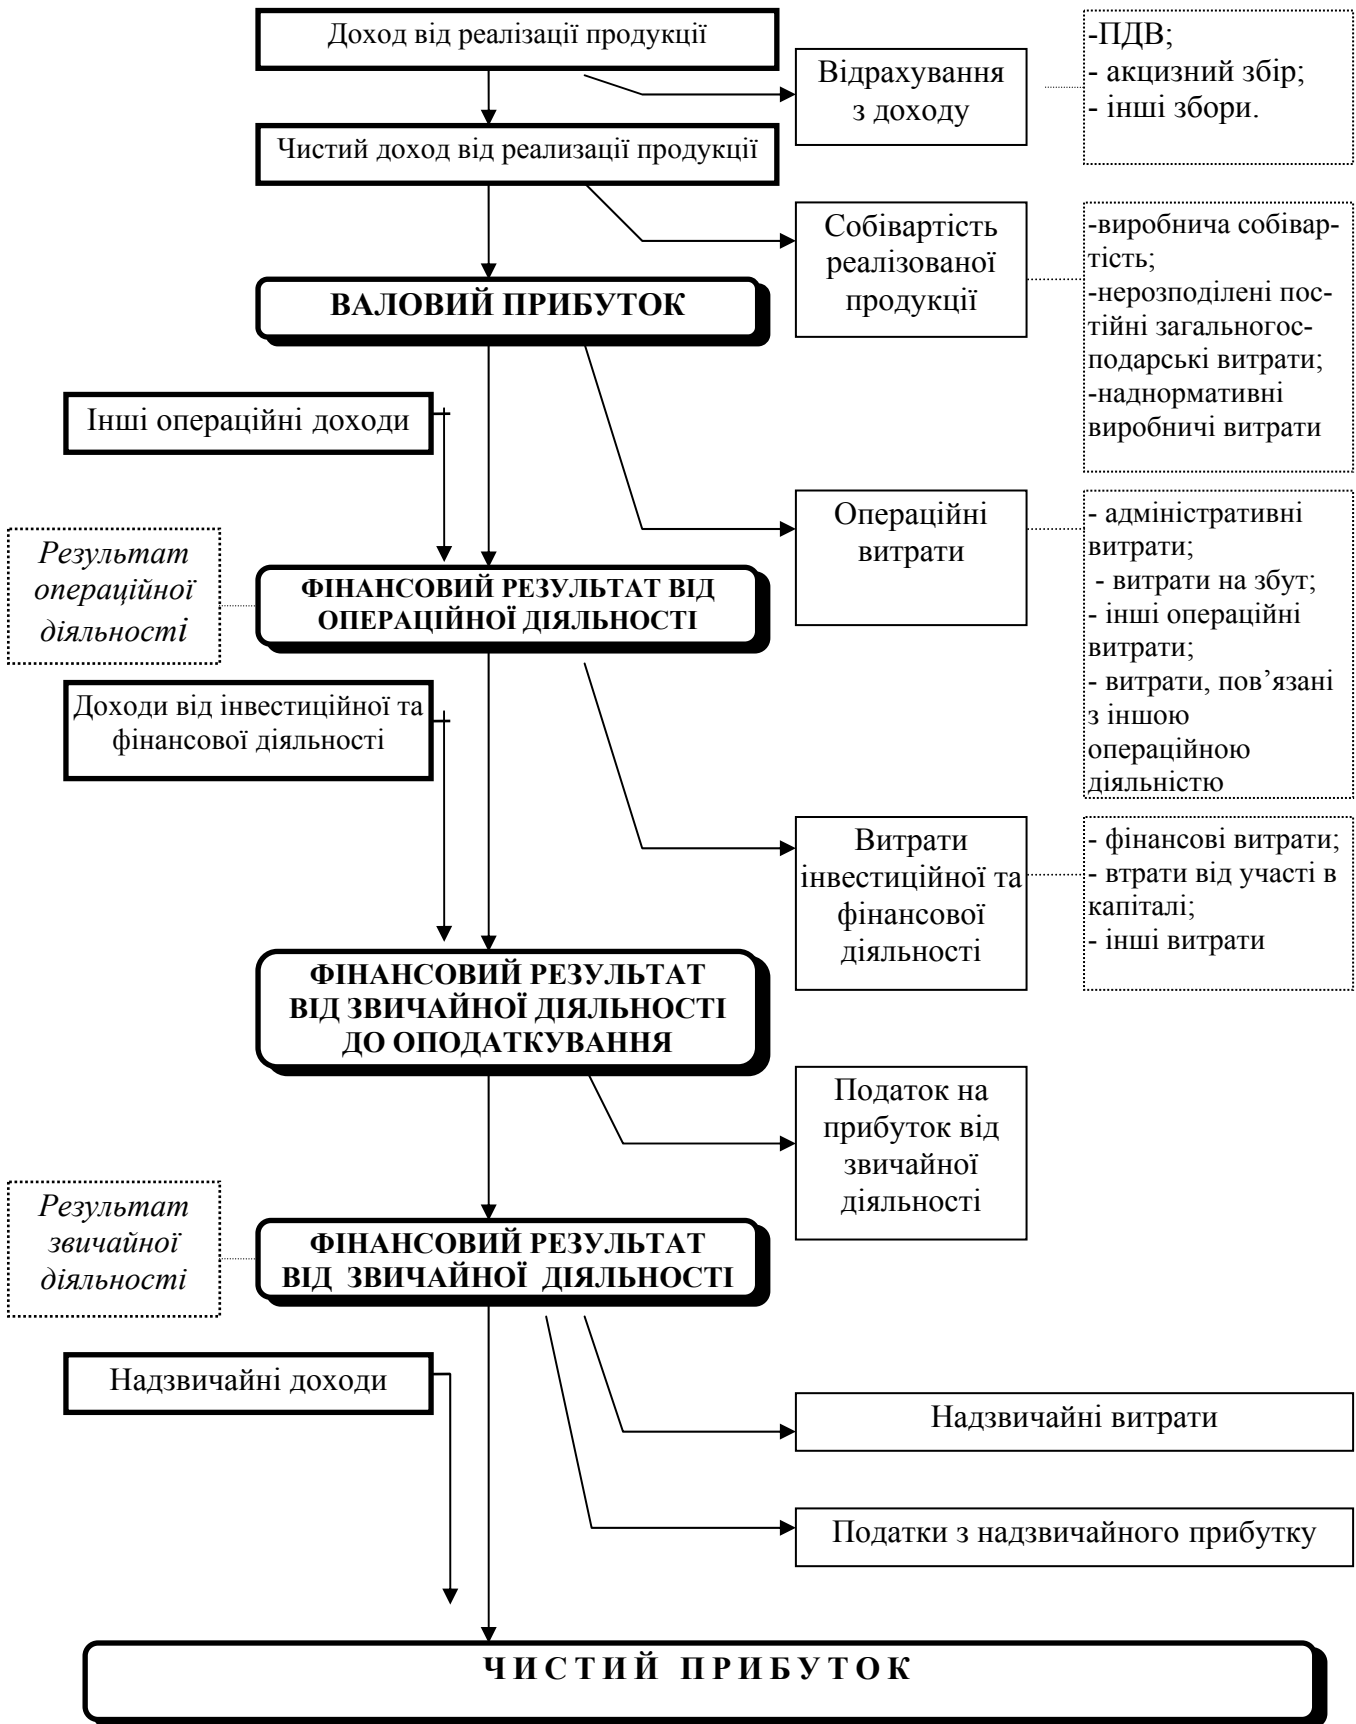 Доход від реалізації продукції
Відрахування
з доходу
-ПДВ;
- акцизний збір;
- інші збори.
Чистий доход від реализації продукції
Собівартість
реалізованої
продукції
-виробнича собівар-
тість;
-нерозподілені пос-
тійні загальногос-
подарські витрати;
-наднормативні
виробничі витрати
ВАЛОВИЙ ПРИБУТОК
Інші операційні доходи
Операційні
витрати
- адміністративні
витрати;
- витрати на збут;
- інші операційні
витрати;
- витрати, пов’язані
з іншою
операційною
діяльністю
Результат
операційної
діяльності
ФІНАНСОВИЙ РЕЗУЛЬТАТ ВІД
ОПЕРАЦІЙНОЇ ДІЯЛЬНОСТІ
Доходи від інвестиційної та
фінансової діяльності
Витрати
інвестиційної та
фінансової
діяльності
- фінансові витрати;
- втрати від участі в
капіталі;
- інші витрати
ФІНАНСОВИЙ РЕЗУЛЬТАТ
ВІД ЗВИЧАЙНОЇ ДІЯЛЬНОСТІ
ДО ОПОДАТКУВАННЯ
Податок на
прибуток від
звичайної
діяльності
Результат
звичайної
діяльності
ФІНАНСОВИЙ РЕЗУЛЬТАТ
ВІД ЗВИЧАЙНОЇ ДІЯЛЬНОСТІ
Надзвичайні доходи
Надзвичайні витрати
Податки з надзвичайного прибутку
Ч И С Т И Й П Р И Б У Т О К